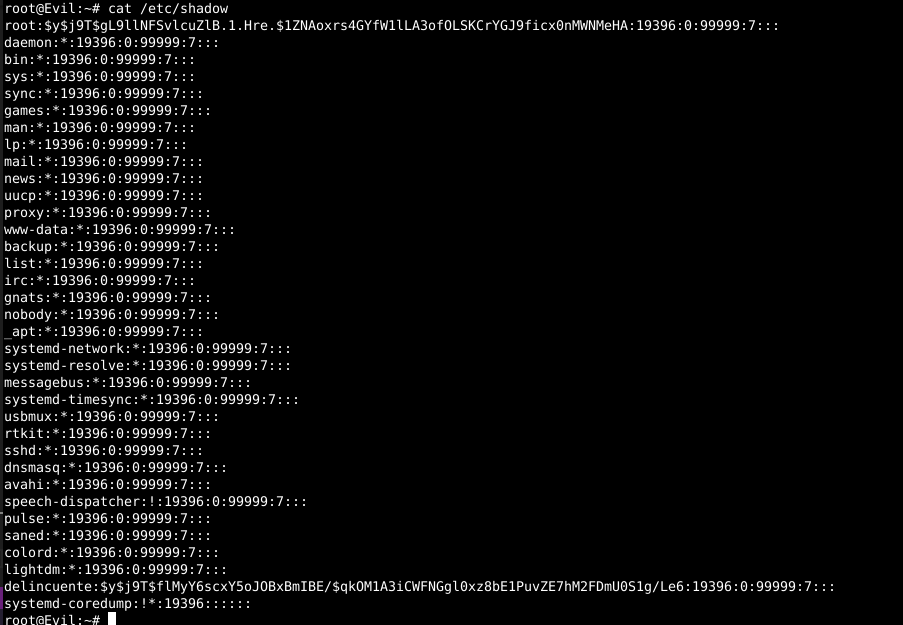 root@Evil:~# cat /etc/shadow
root:$y$j9T$gL9llNFSvlcuZlB.1.Hre.$1ZNAoxrs4GYfW1lLA3ofOLSKCrYGJ9ficx0nMWNMeHA:19396:0:99999:7:::
daemon:*:19396:0:99999:7:::
bin:*:19396:0:99999:7:::
sys:*:19396:0:99999:7:::
sync:*:19396:0:99999:7:::
games:*:19396:0:99999:7:::
man:*:19396:0:99999:7:::
lp:*:19396:0:99999:7:::
mail:*:19396:0:99999:7:::
news:*:19396:0:99999:7:::
uucp:*:19396:0:99999:7:::
proxy:*:19396:0:99999:7:::
www-data:*:19396:0:99999:7:::
backup:*:19396:0:99999:7:::
list:*:19396:0:99999:7:::
irc:*:19396:0:99999:7:::
gnats:*:19396:0:99999:7:::
nobody:*:19396:0:99999:7:::
_apt:*:19396:0:99999:7:::
systemd-network:*:19396:0:99999:7:::
systemd-resolve:*:19396:0:99999:7:::
messagebus:*:19396:0:99999:7:::
systemd-timesync:*:19396:0:99999:7:::
usbmux:*:19396:0:99999:7:::
rtkit:*:19396:0:99999:7:::
sshd:*:19396:0:99999:7:::
dnsmasq:*:19396:0:99999:7:::
avahi:*:19396:0:99999:7:::
speech-dispatcher:!:19396:0:99999:7:::
pulse:*:19396:0:99999:7:::
saned:*:19396:0:99999:7:::
colord:*:19396:0:99999:7:::
lightdm:*:19396:0:99999:7:::
delincuente:$y$j9T$flMyY6scxY5oJOBxBmIBE/$qkOM1A3iCWFNGgl0xz8bE1PuvZE7hM2FDmU0S1g/Le6:19396:0:99999:7:::
systemd-coredump:!*:19396::::::
root@Evil:~#